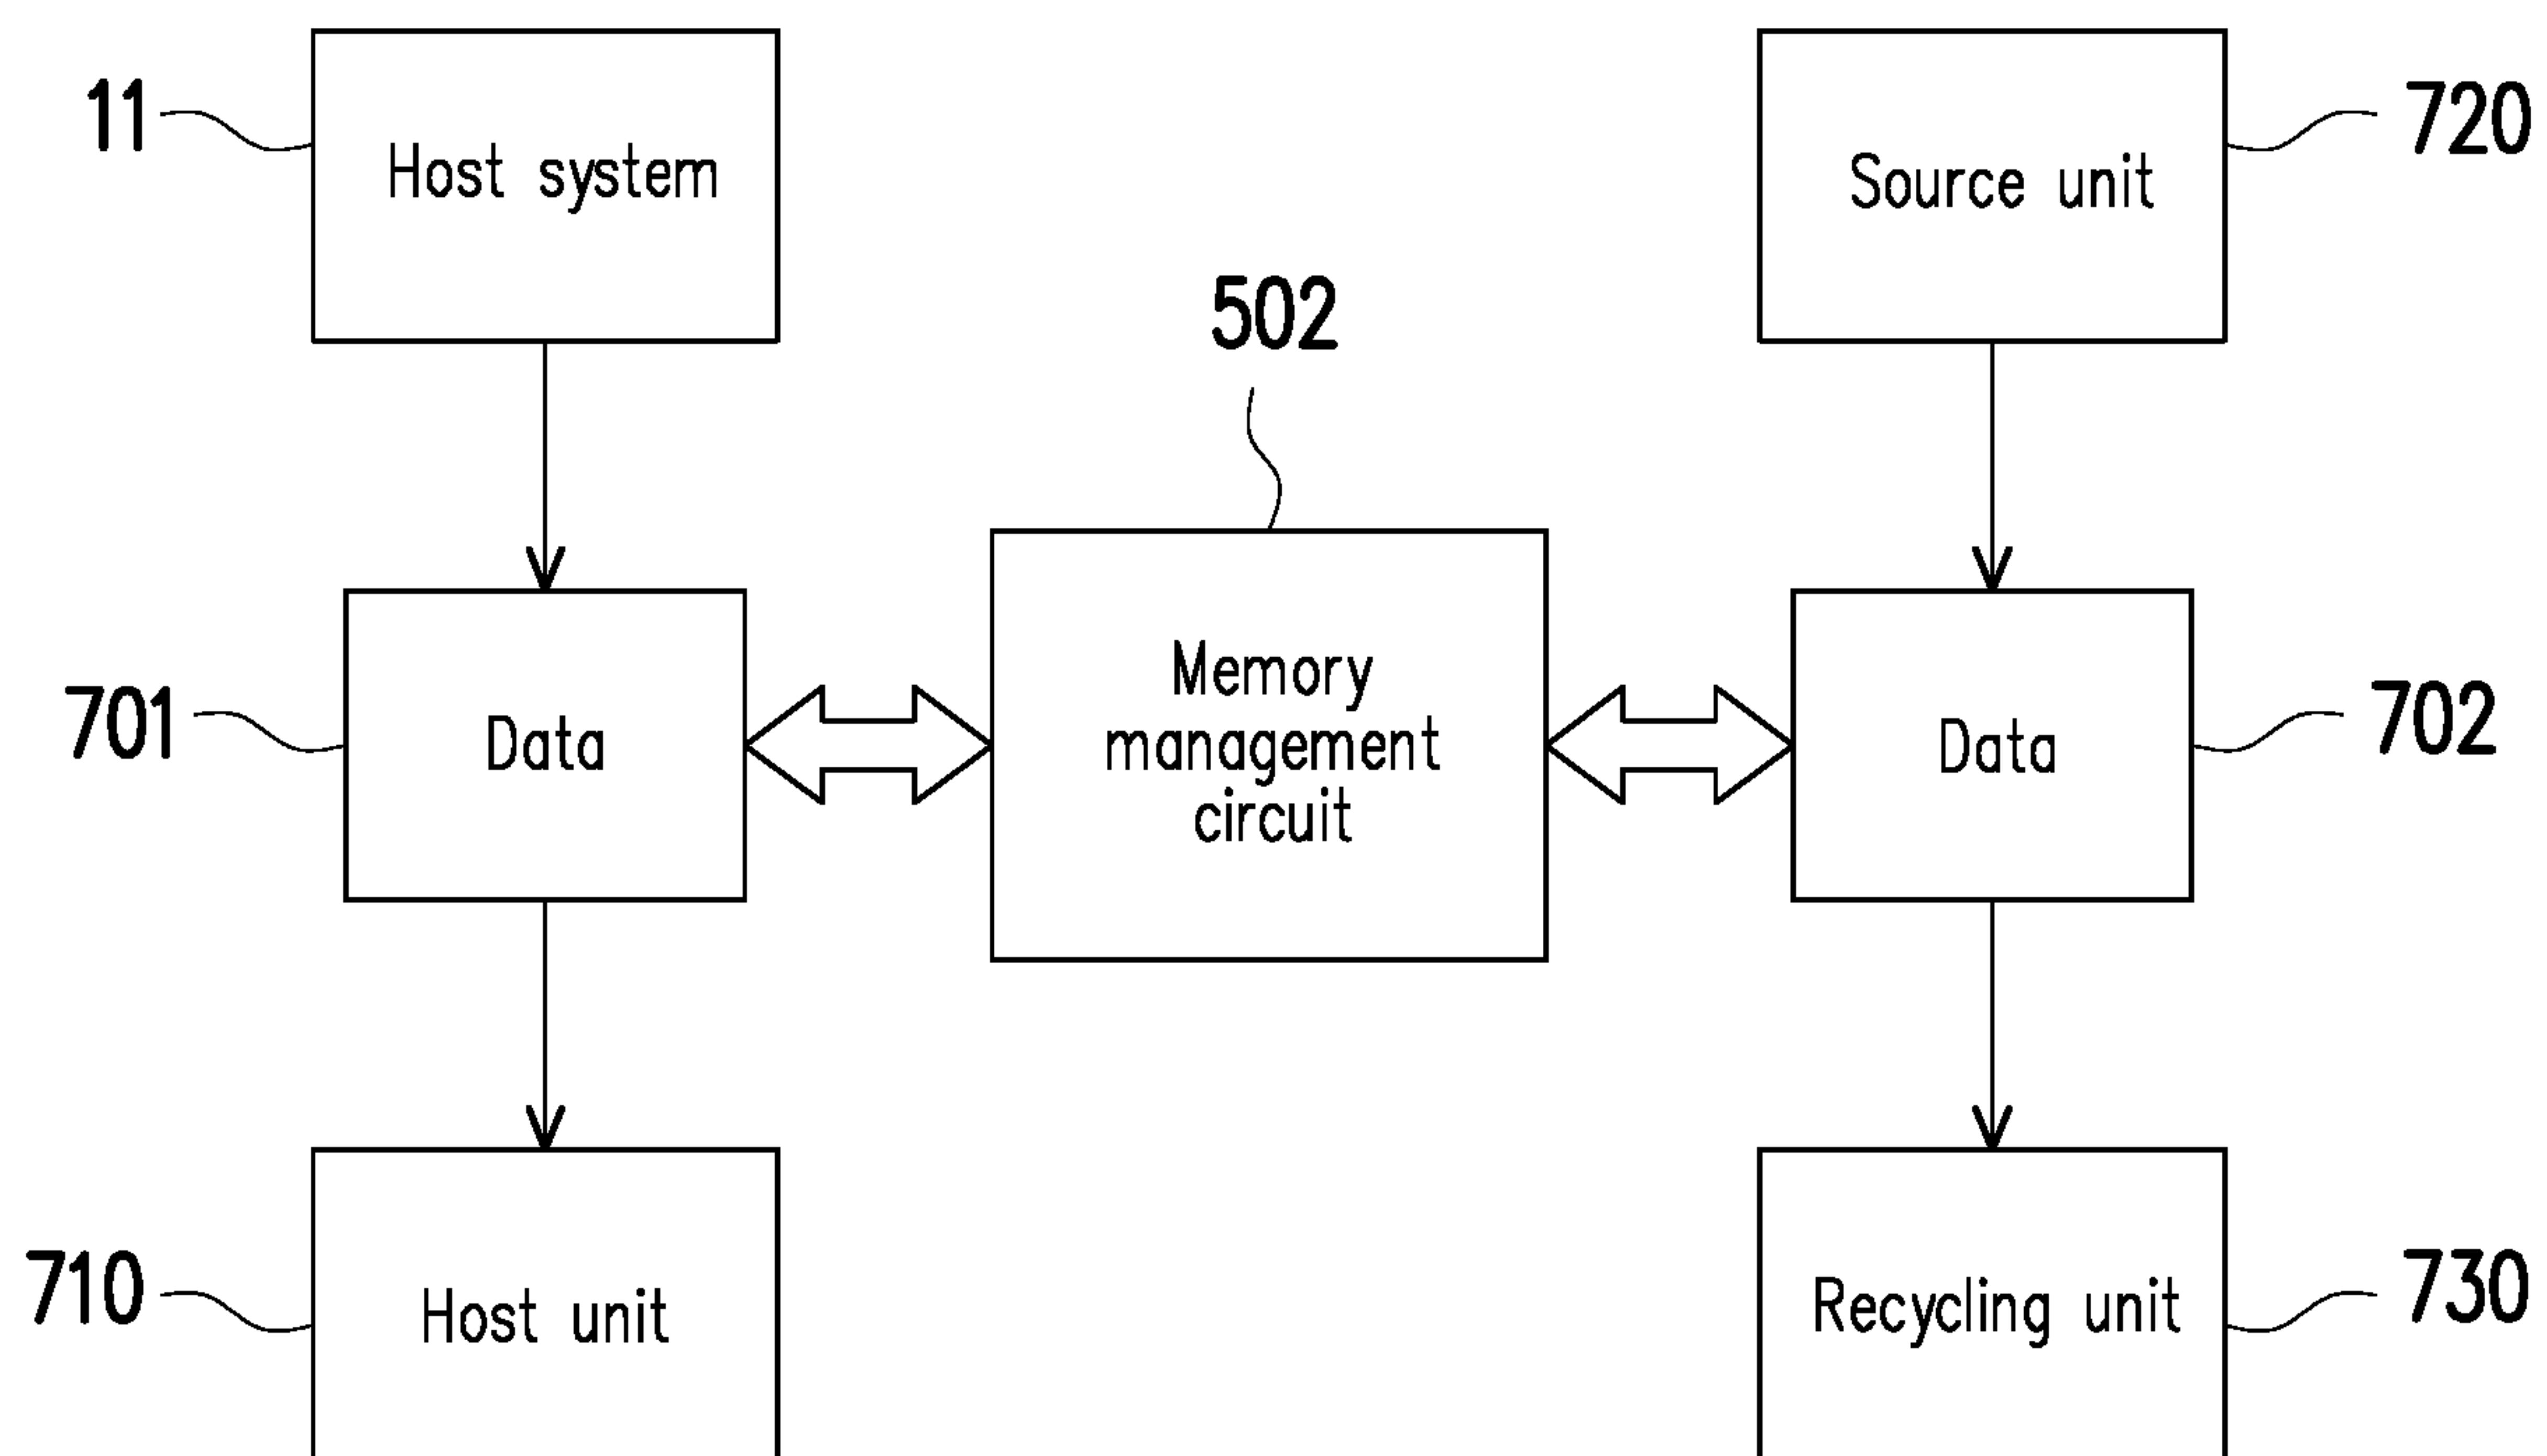 11
Host system
Source unit
720
502
701
Data
Memory
management
circuit
Data
702
710
Host unit
Recycling unit
730